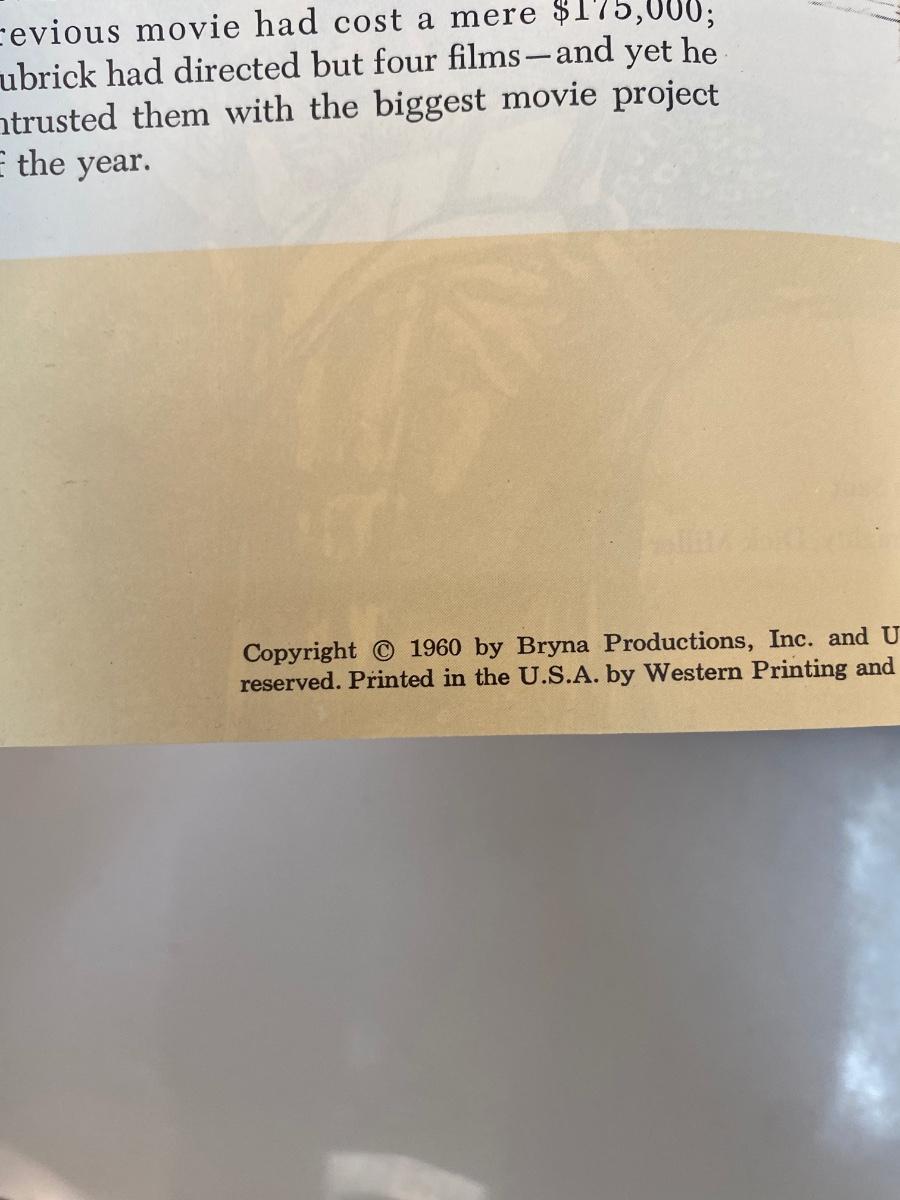 revious movie had cost a mere $175,000;
ubrick had directed but four films—and yet he
ntrusted them with the biggest movie project
f the year.
Copyright © 1960 by Bryna Productions, Inc. and U
reserved. Printed in the U.S.A. by Western Printing and